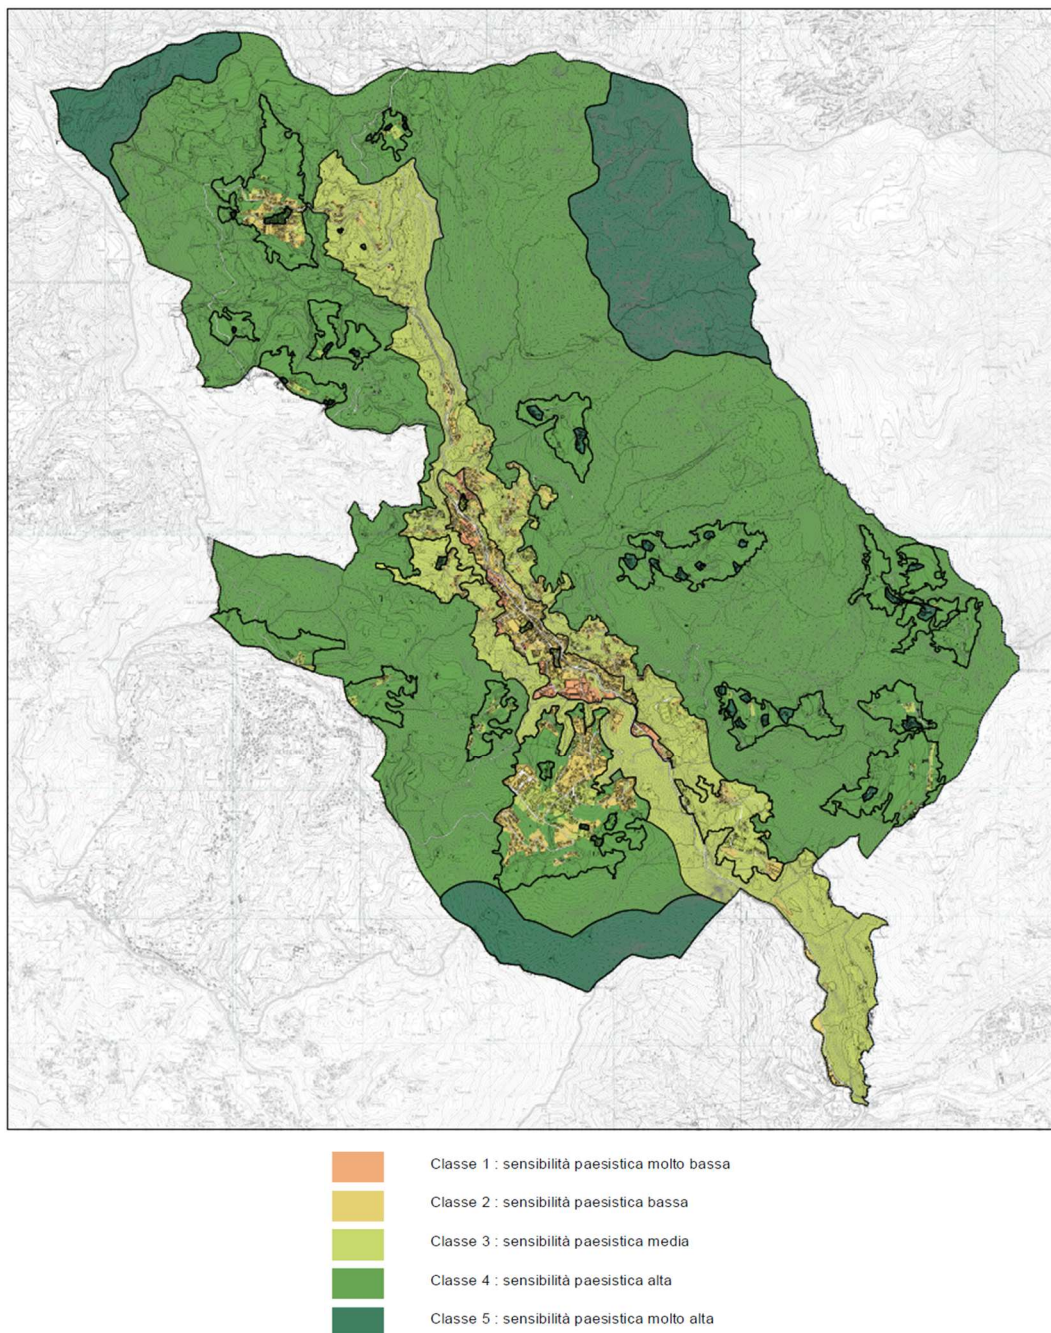 Classe 1 : sensibilità paesistica molto bassa
Classe 2 : sensibilità paesistica bassa
Classe 3 : sensibilità paesistica media
Classe 4 : sensibilità paesistica alta
Classe 5 : sensibilità paesistica molto alta